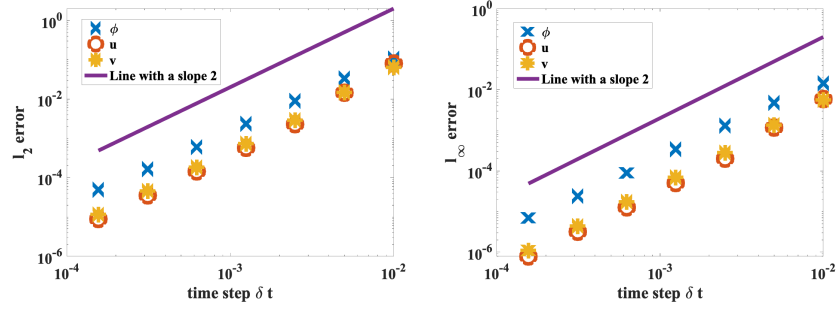 10^0
10^-2
10^-4
10^-6
l_2 error
ϕ
u
v
Line with a slope 2
10^-4
10^-3
10^-2
time step δ t
10^0
10^-2
10^-4
10^-6
l_∞ error
ϕ
u
v
Line with a slope 2
10^-4
10^-3
10^-2
time step δ t